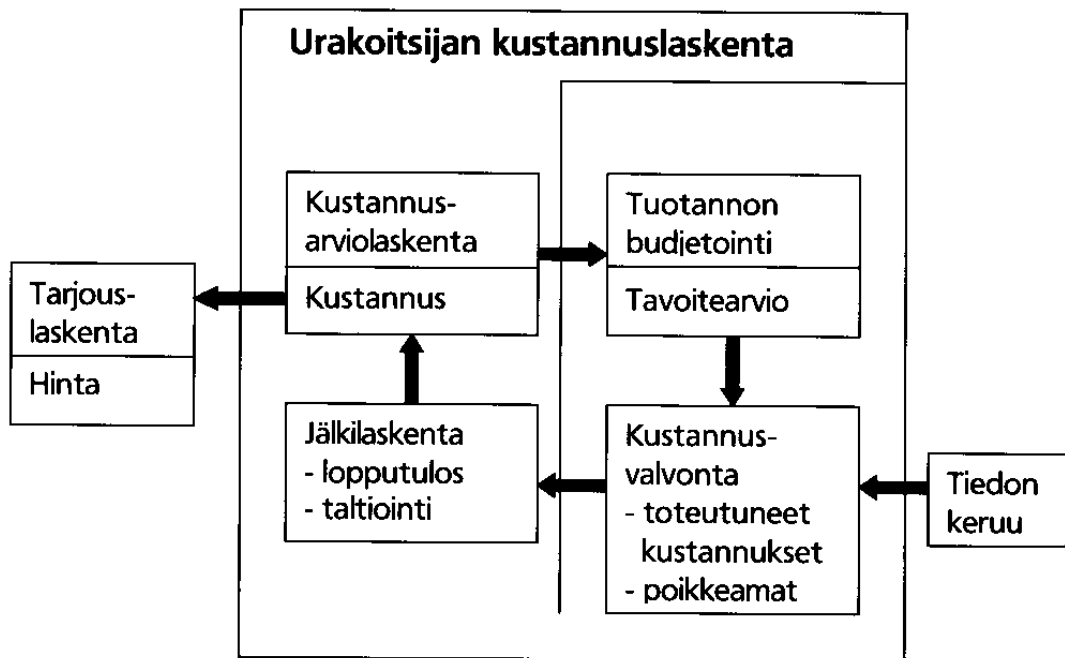 Urakoitsijan kustannuslaskenta
Kustannus-
arviolaskenta
Kustannus
Tuotannon
budjetointi
Tavoitearvio
Tarjous-
laskenta
Hinta
Jälkilaskenta
- lopputulos
- taltiointi
Kustannus-
valvonta
- toteutuneet
kustannukset
- poikkeamat
Tiedon
keruu